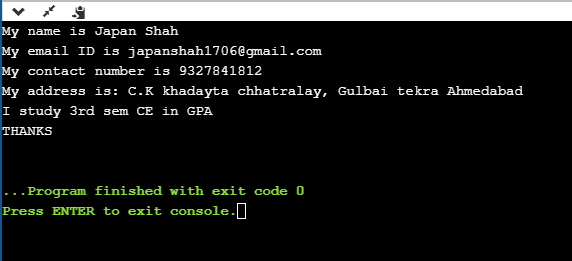 My name is Japan Shah
My email ID is japanshah1706@gmail.com
My contact number is 9327841812
My address is: C.K khadayta chhatralay, Gulbai tekra Ahmedabad
I study 3rd sem CE in GPA
THANKS
...Program finished with exit code 0
Press ENTER to exit console.